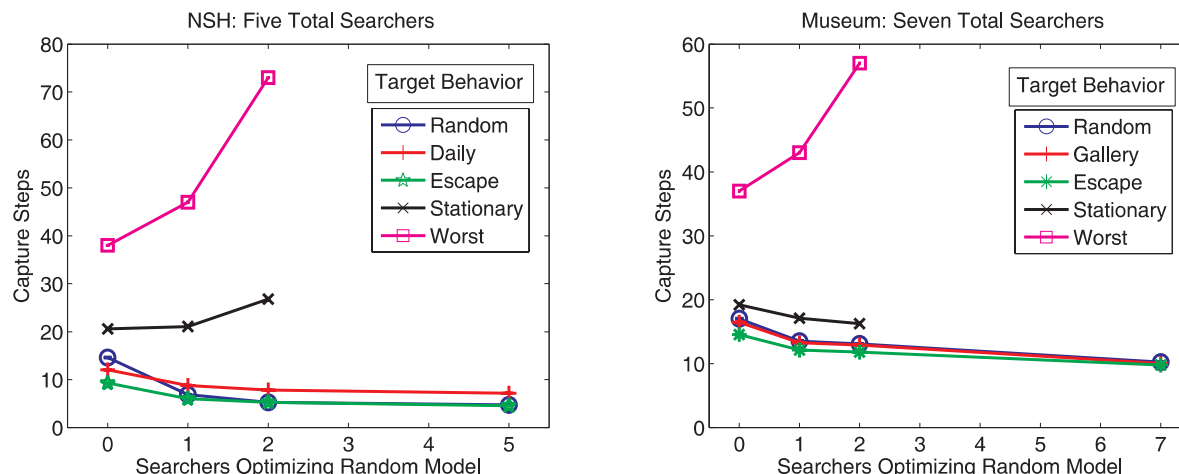 NSH: Five Total Searchers
80
70
60
50
40
30
20
10
0
Capture Steps
Target Behavior
Random
Daily
Escape
Stationary
Worst
0 1 2 3 4 5
Searchers Optimizing Random Model
Museum: Seven Total Searchers
60
50
40
30
20
10
0
Capture Steps
Target Behavior
Random
Gallery
Escape
Stationary
Worst
0 1 2 3 4 5 6 7
Searchers Optimizing Random Model